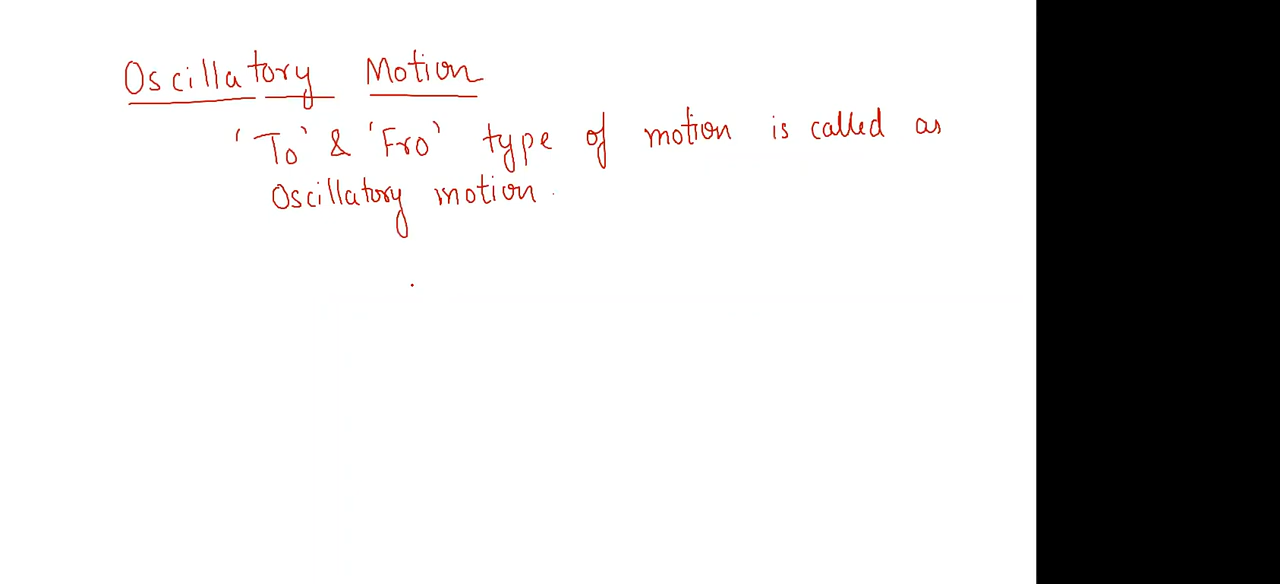 Oscillatory Motion
'To' & 'Fro' type of motion is called as
Oscillatory motion.